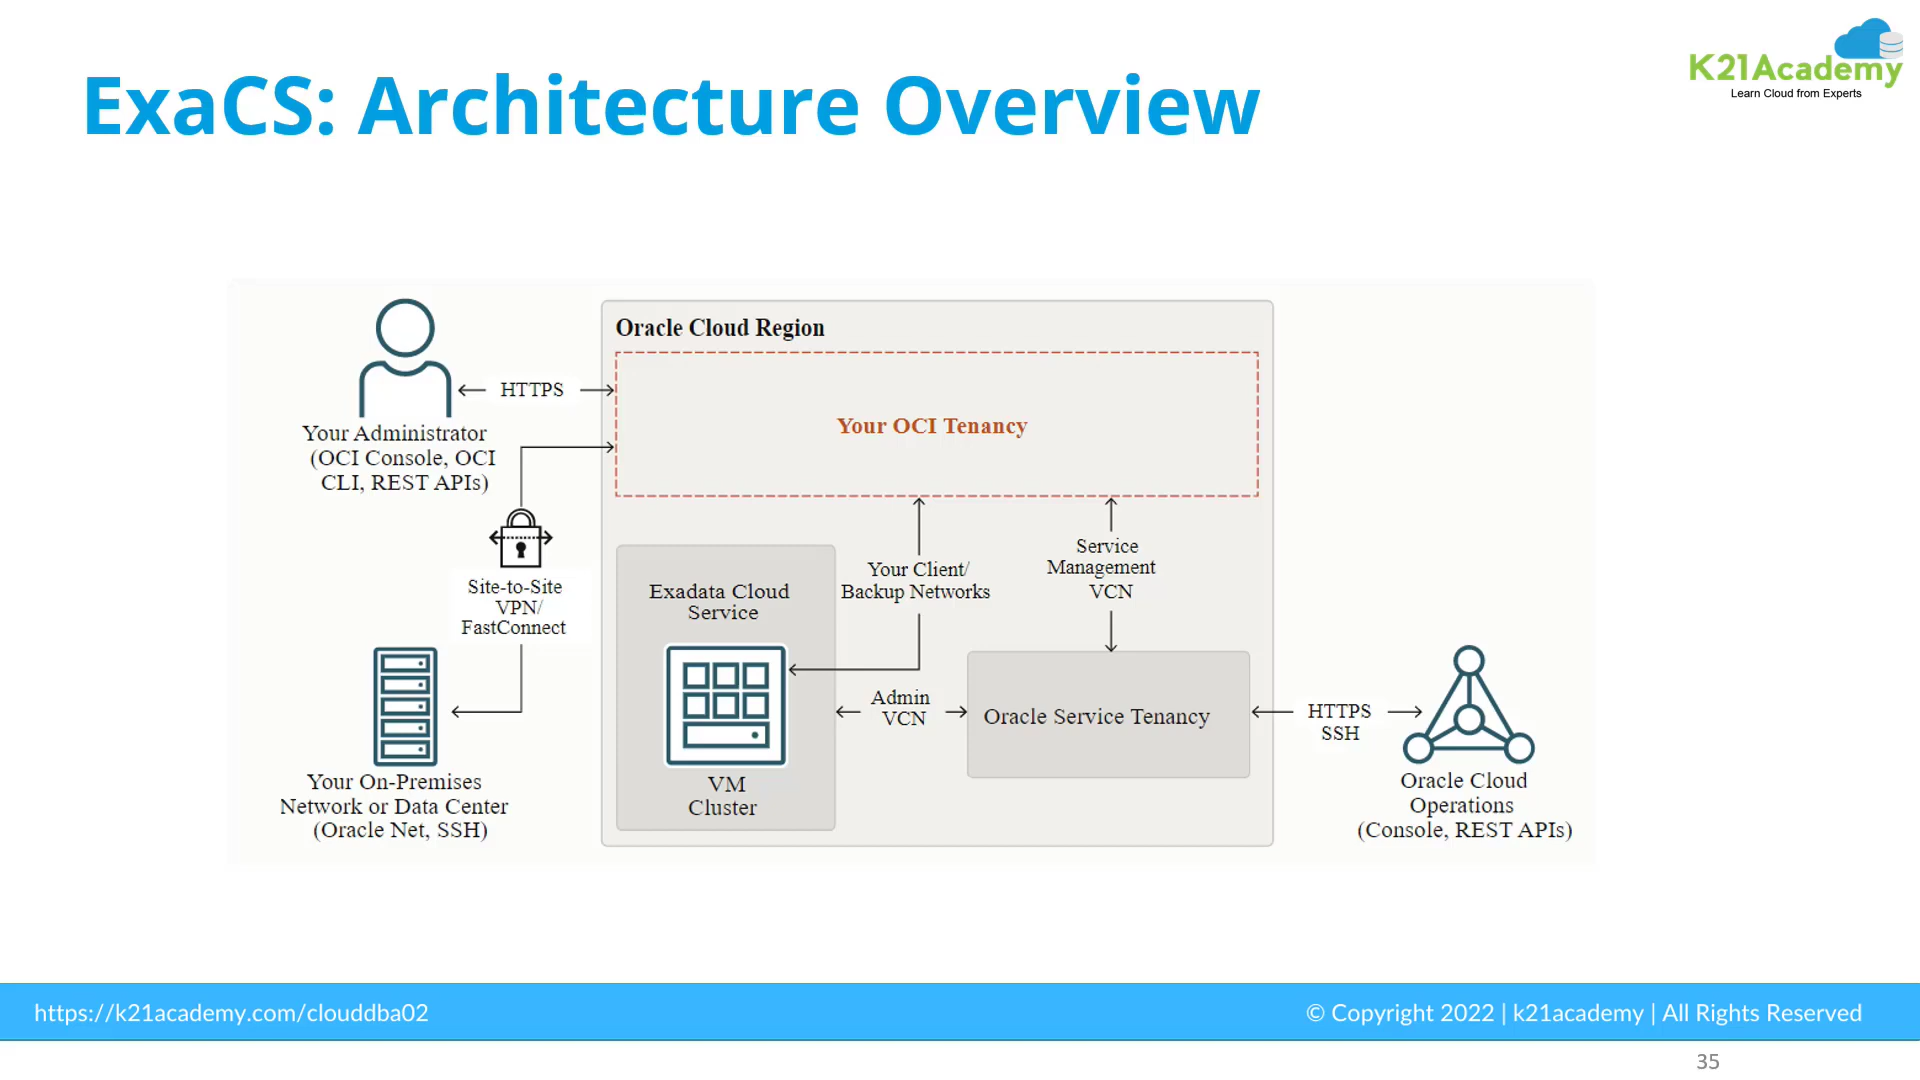 ExaCS: Architecture Overview
K21Academy
Learn Cloud from Experts
Oracle Cloud Region
Your OCI Tenancy
HTTPS
Your Administrator
(OCI Console, OCI
CLI, REST APIs)
Site-to-Site
VPN/
FastConnect
Your On-Premises
Network or Data Center
(Oracle Net, SSH)
Exadata Cloud
Service
VM
Cluster
Your Client/
Backup Networks
Service
Management
VCN
Admin
VCN
Oracle Service Tenancy
HTTPS
SSH
Oracle Cloud
Operations
(Console, REST APIs)
https://k21academy.com/clouddba02
© Copyright 2022 | k21academy | All Rights Reserved
35